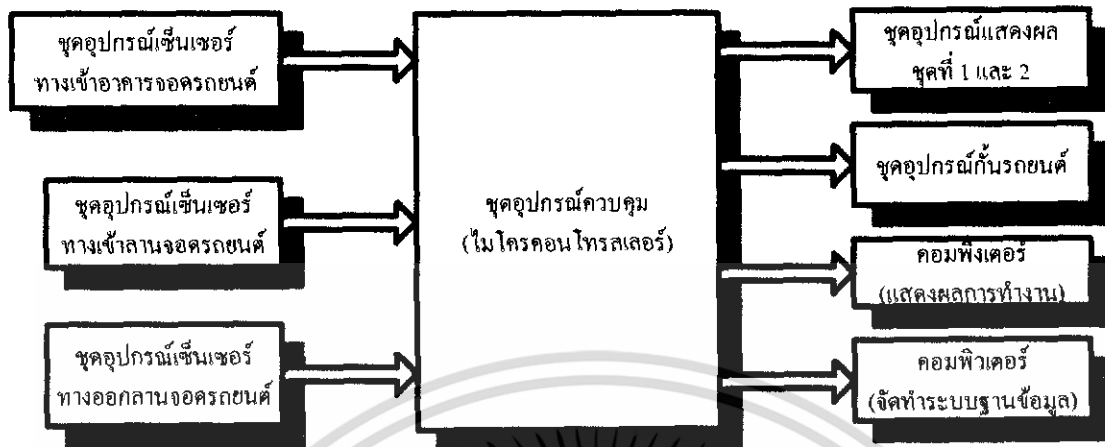 ชุดอุปกรณ์เซ็นเซอร์
ทางเข้าอาคารจอดรถยนต์
ชุดอุปกรณ์เซ็นเซอร์
ทางเข้าลานจอดรถยนต์
ชุดอุปกรณ์เซ็นเซอร์
ทางออกลานจอดรถยนต์
ชุดอุปกรณ์ควบคุม
(ไมโครคอนโทรลเลอร์)
ชุดอุปกรณ์แสดงผล
ชุดที่ 1 และ 2
ชุดอุปกรณ์กั้นรถยนต์
คอมพิวเตอร์
(แสดงผลการทำงาน)
คอมพิวเตอร์
(จัดทำระบบฐานข้อมูล)